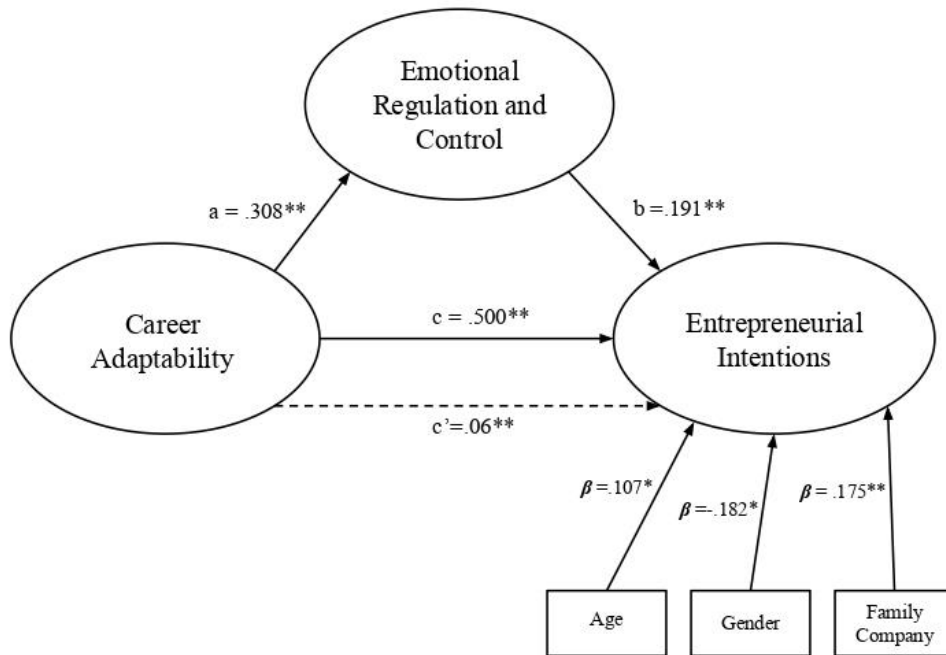 Emotional
Regulation and
Control
a = .308**
b =.191**
Career
Adaptability
c = .500**
Entrepreneurial
Intentions
c’=.06**
β =.107*
β =-.182*
β = .175**
Age
Gender
Family
Company